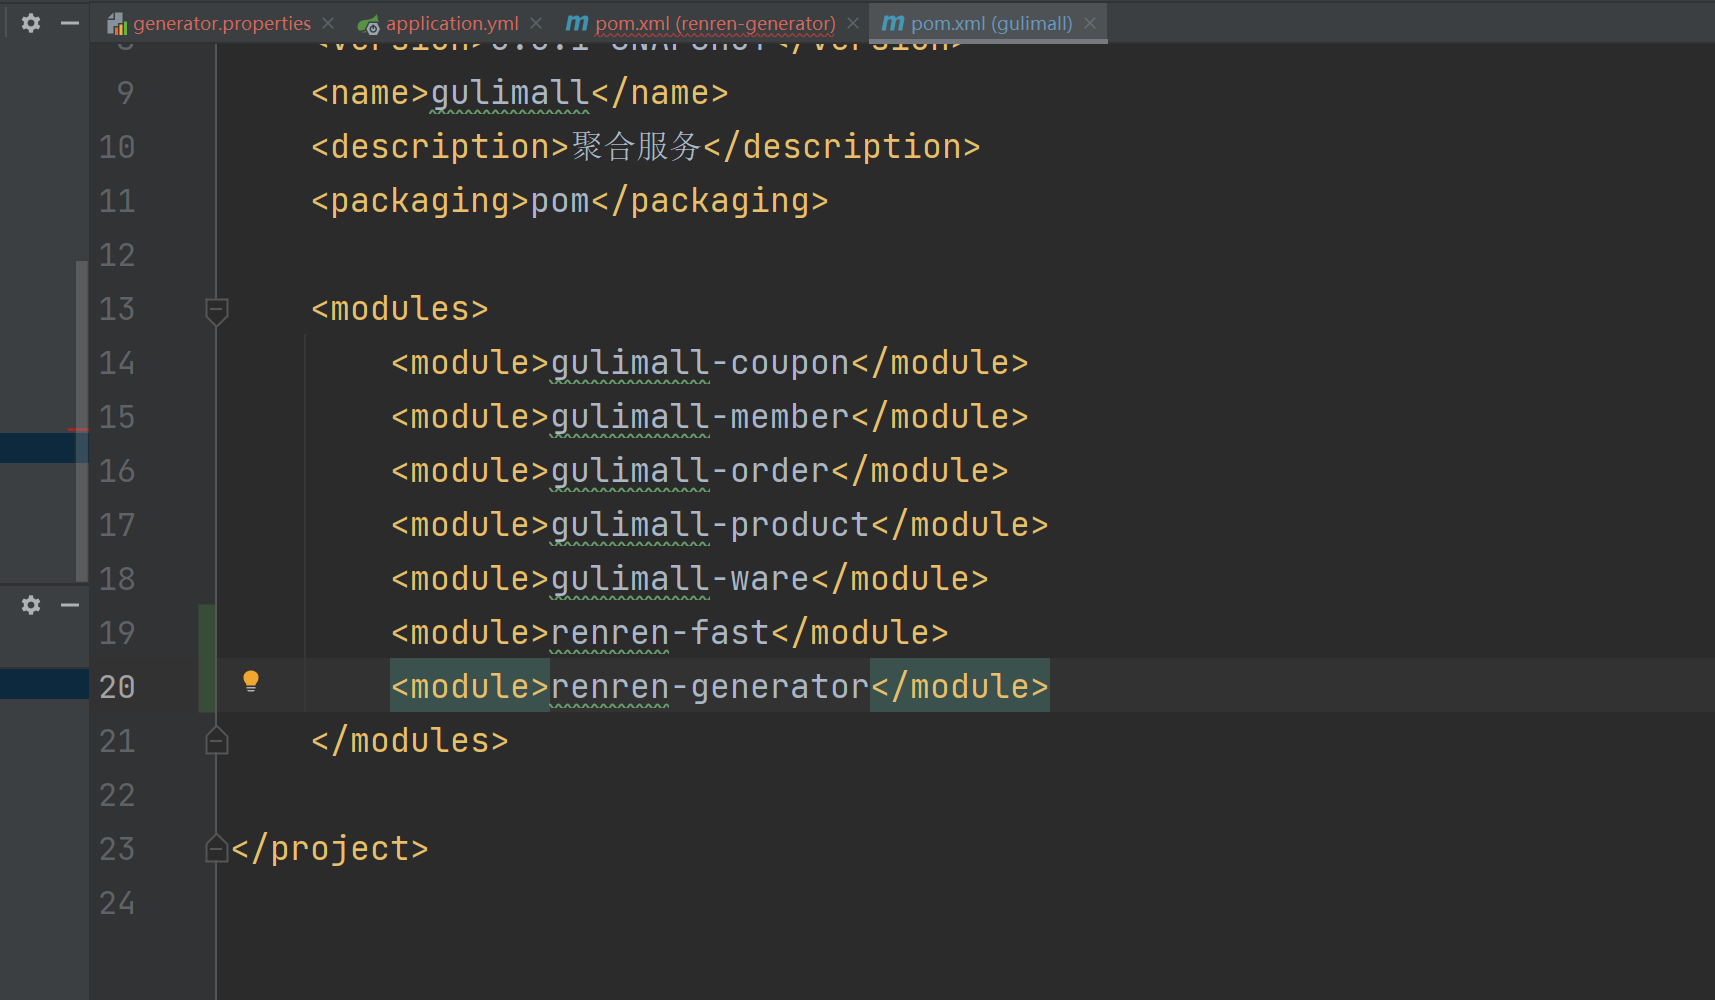 generator.properties application.yml pom.xml (renren-generator) pom.xml (gulimall)
9 <name>gulimall</name>
10 <description>聚合服务</description>
11 <packaging>pom</packaging>
12
13 <modules>
14 <module>gulimall-coupon</module>
15 <module>gulimall-member</module>
16 <module>gulimall-order</module>
17 <module>gulimall-product</module>
18 <module>gulimall-ware</module>
19 <module>renren-fast</module>
20 <module>renren-generator</module>
21 </modules>
22
23 </project>
24